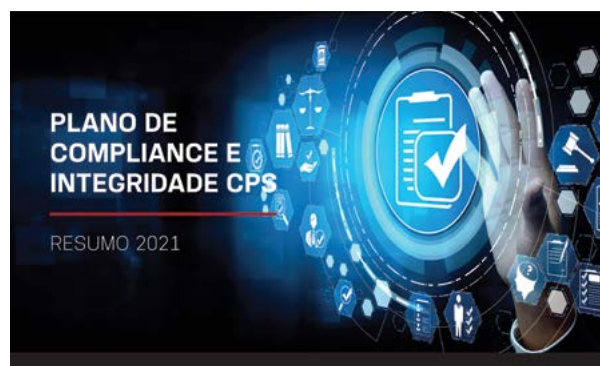 PLANO DE
COMPLIANCE E
INTEGRIDADE CPS
RESUMO 2021